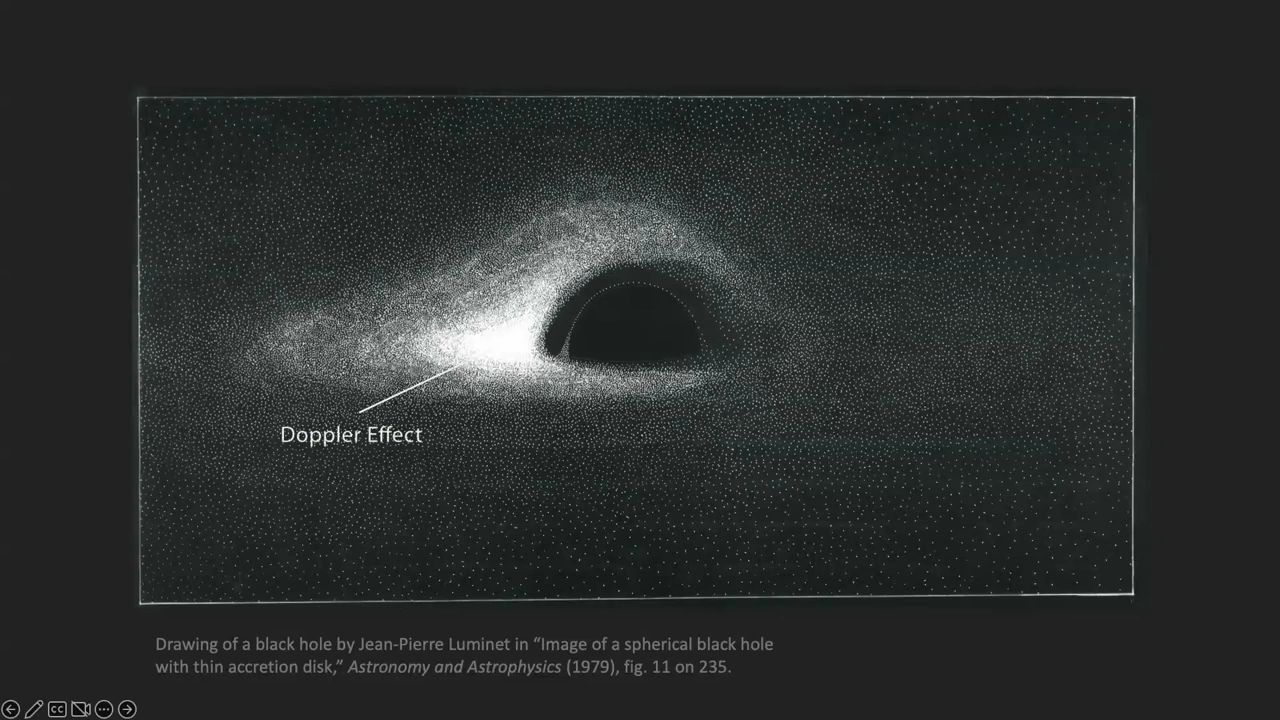 Doppler Effect
Drawing of a black hole by Jean-Pierre Luminet in “Image of a spherical black hole
with thin accretion disk,” Astronomy and Astrophysics (1979), fig. 11 on 235.
CC